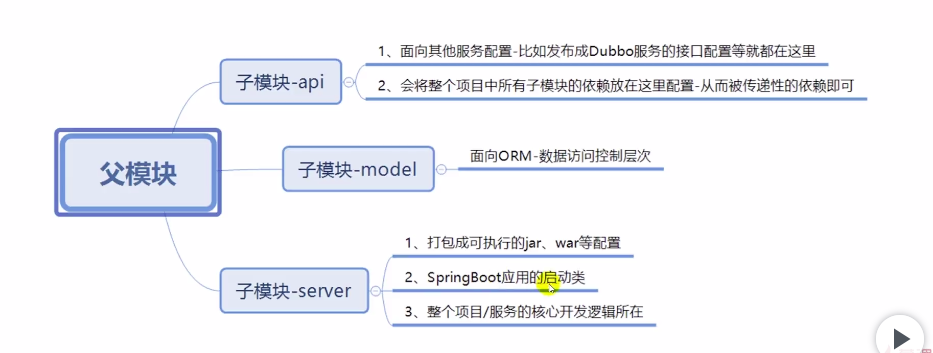 父模块
子模块-api
1、面向其他服务配置-比如发布成Dubbo服务的接口配置等就都在这里
2、会将整个项目中所有子模块的依赖放在这里配置-从而被传递性的依赖即可
子模块-model
面向ORM-数据访问控制层次
子模块-server
1、打包成可执行的jar、war等配置
2、SpringBoot应用的启动类
3、整个项目/服务的核心开发逻辑所在